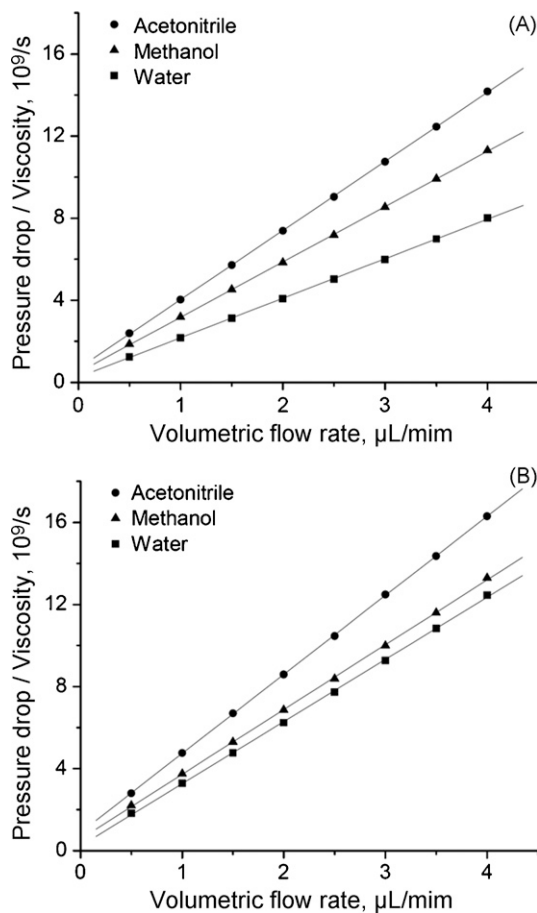 (A)
Acetonitrile
Methanol
Water
Pressure drop / Viscosity, 10⁹/s
16
12
8
4
0
0 1 2 3 4
Volumetric flow rate, µL/mim
(B)
Acetonitrile
Methanol
Water
Pressure drop / Viscosity, 10⁹/s
16
12
8
4
0
0 1 2 3 4
Volumetric flow rate, µL/mim